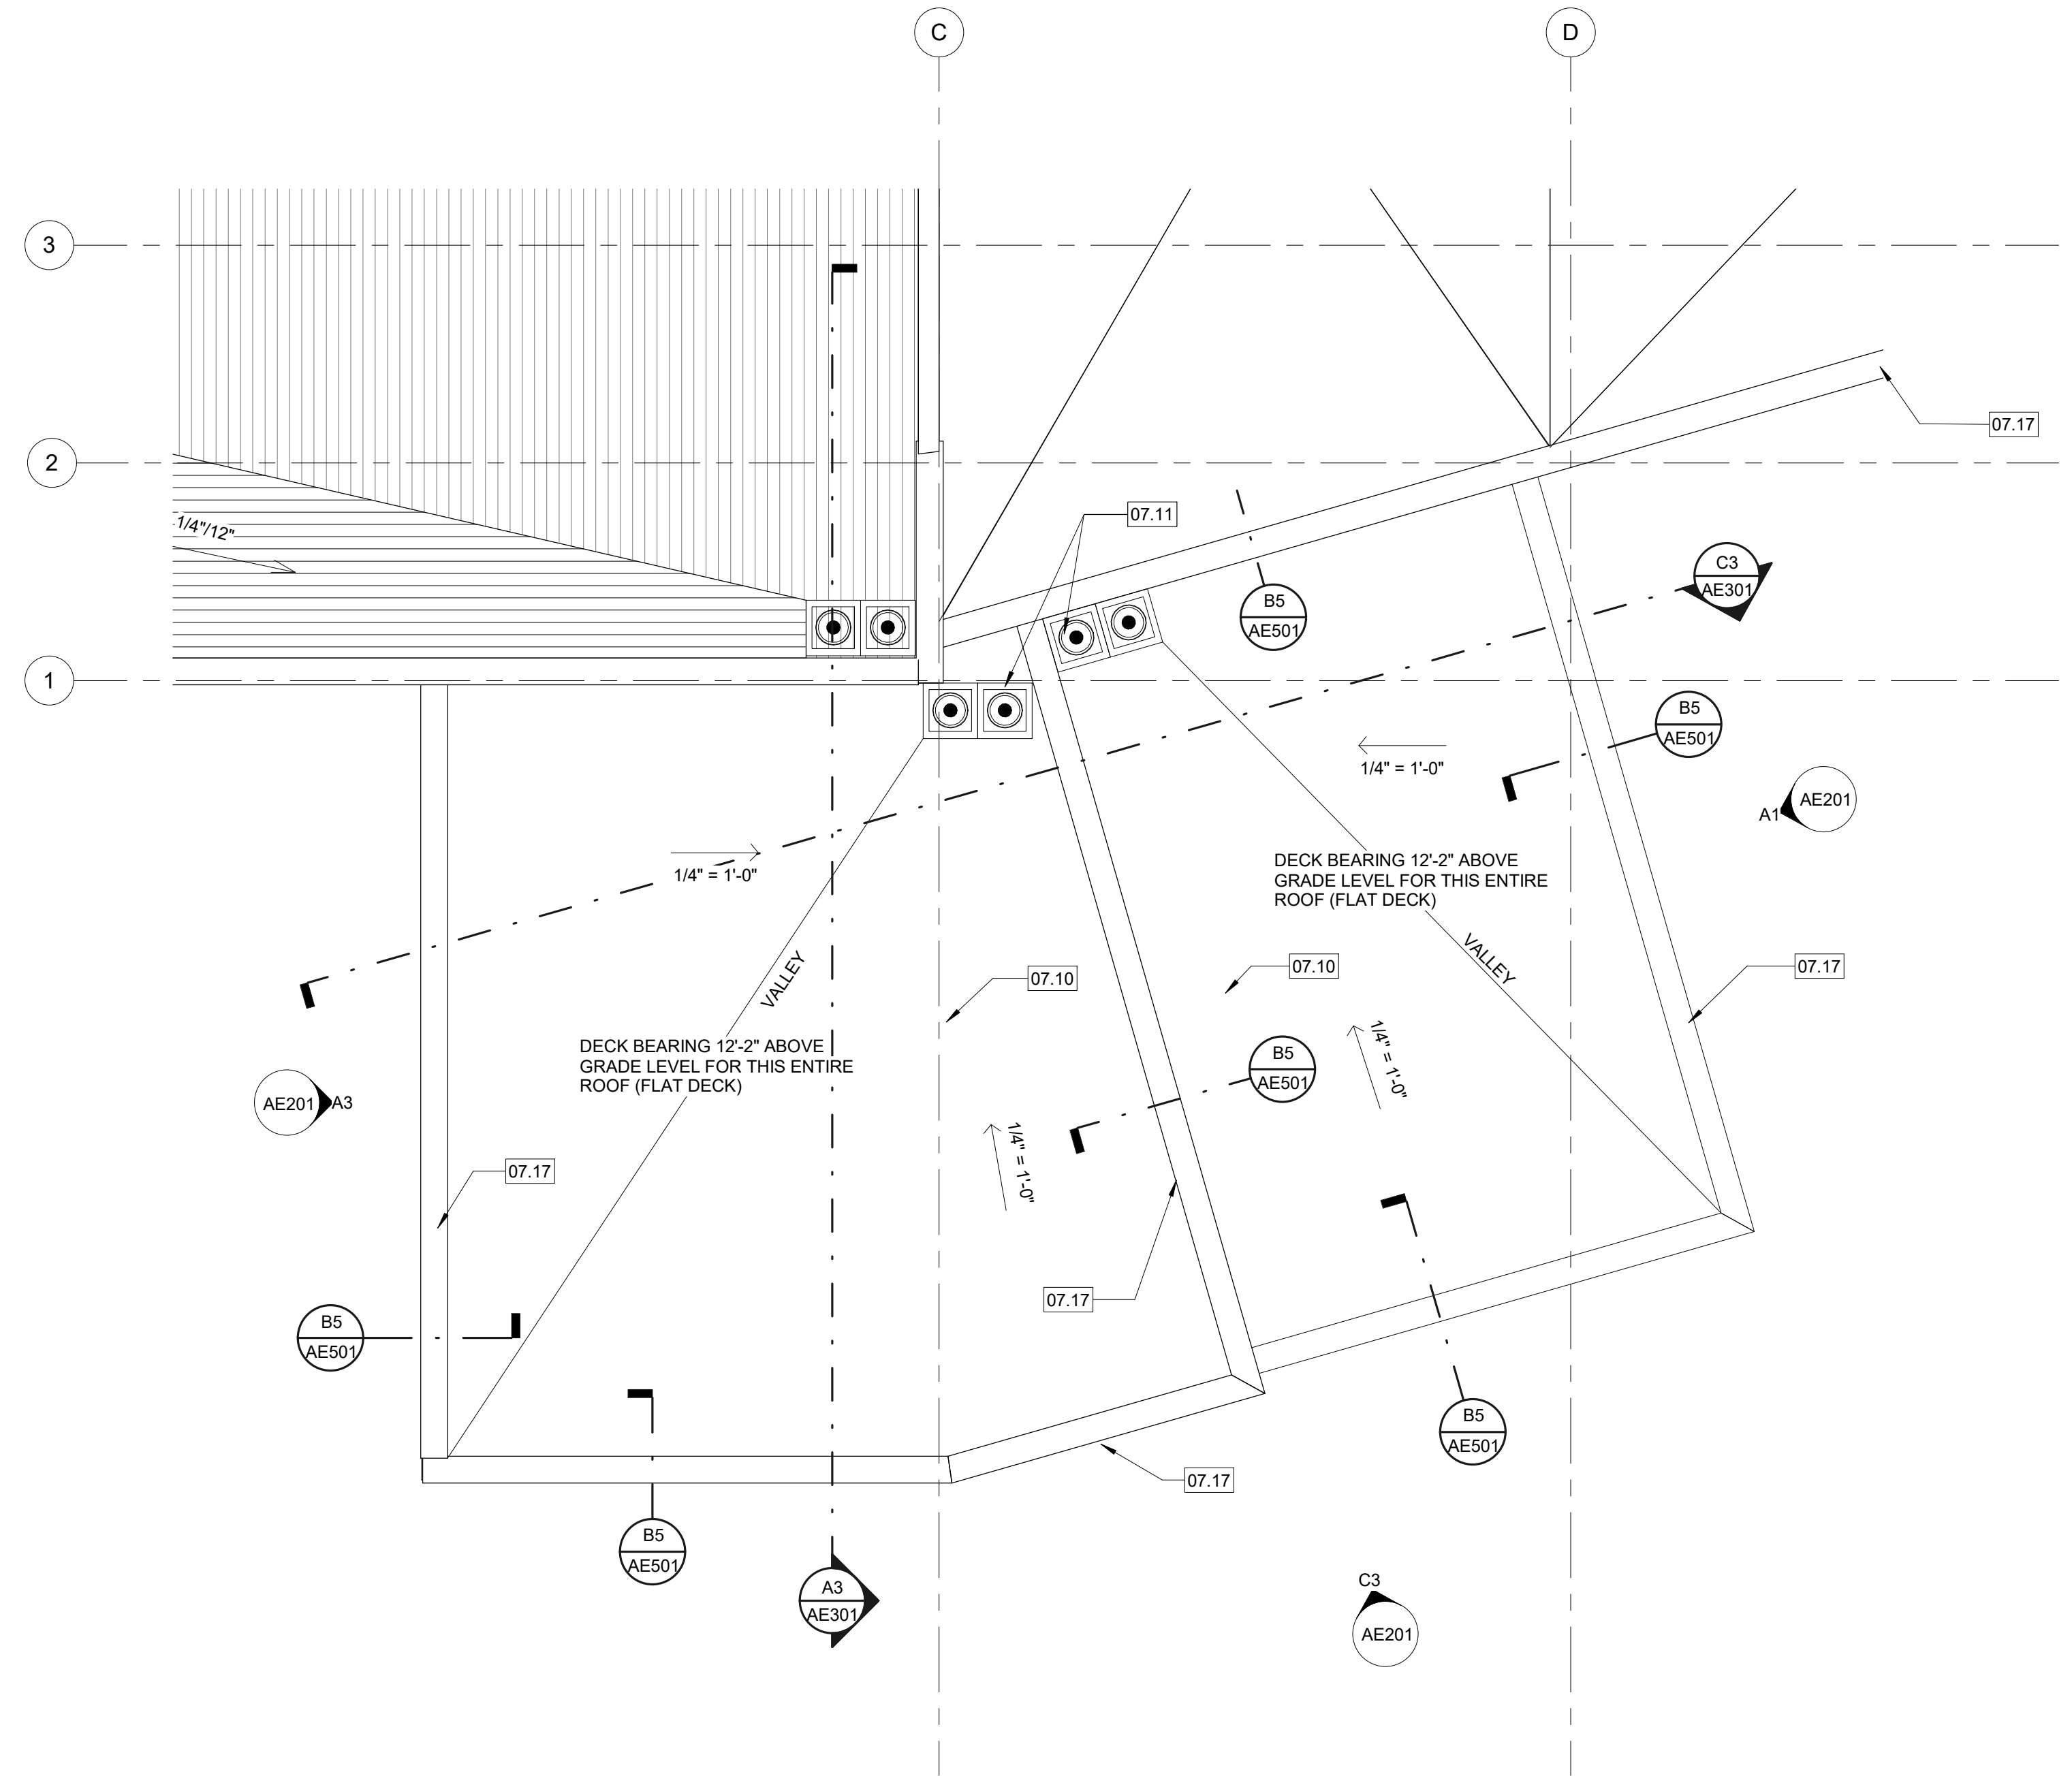 C
D
3
07.17
2
07.11
1/4"/12"
C3
AE301
B5
AE501
1
B5
AE501
1/4" = 1'-0"
AE201
A1
1/4" = 1'-0"
DECK BEARING 12'-2" ABOVE
GRADE LEVEL FOR THIS ENTIRE
ROOF (FLAT DECK)
VALLEY
VALLEY
07.10
07.10
07.17
DECK BEARING 12'-2" ABOVE
GRADE LEVEL FOR THIS ENTIRE
ROOF (FLAT DECK)
B5
AE501
1/4" = 1'-0"
AE201
A3
1/4" = 1'-0"
07.17
07.17
B5
AE501
B5
AE501
07.17
B5
AE501
A3
AE301
C3
AE201